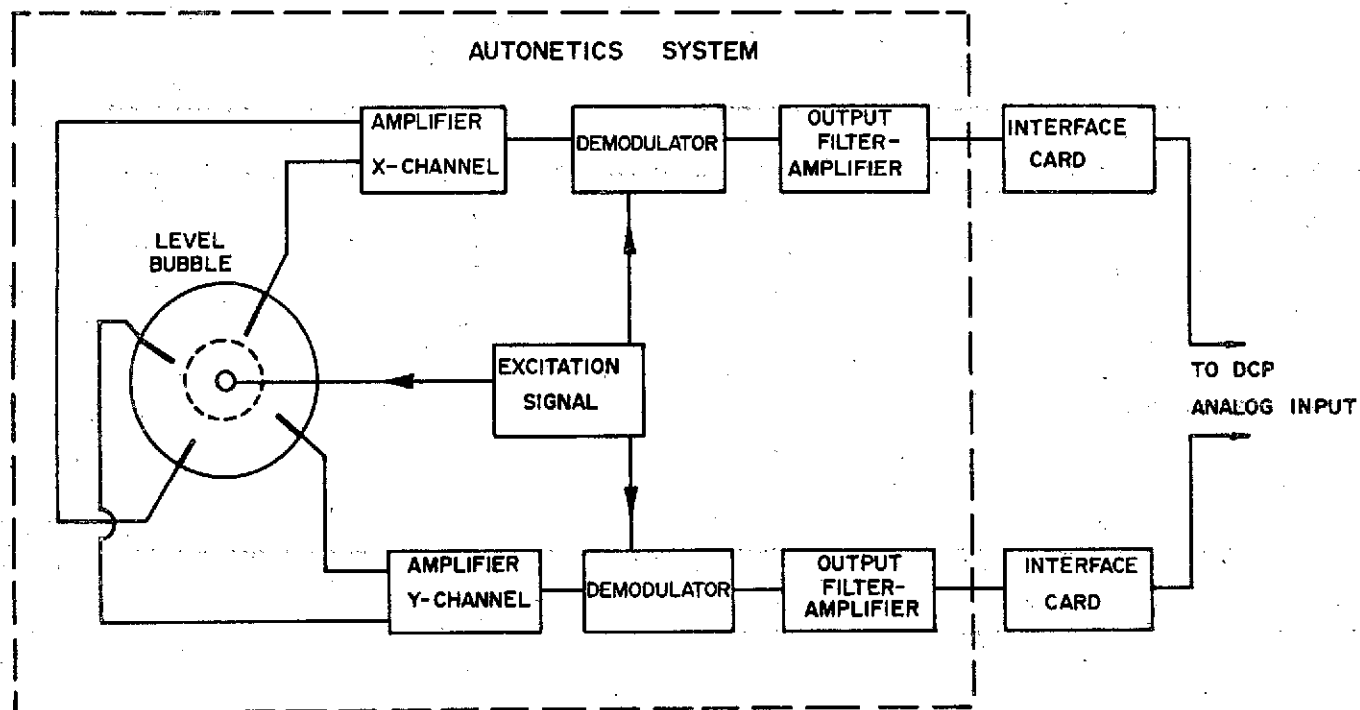 AUTONETICS SYSTEM
AMPLIFIER
X-CHANNEL
DEMODULATOR
OUTPUT
FILTER-
AMPLIFIER
INTERFACE
CARD
LEVEL
BUBBLE
EXCITATION
SIGNAL
TO DCP
ANALOG INPUT
AMPLIFIER
Y-CHANNEL
DEMODULATOR
OUTPUT
FILTER-
AMPLIFIER
INTERFACE
CARD